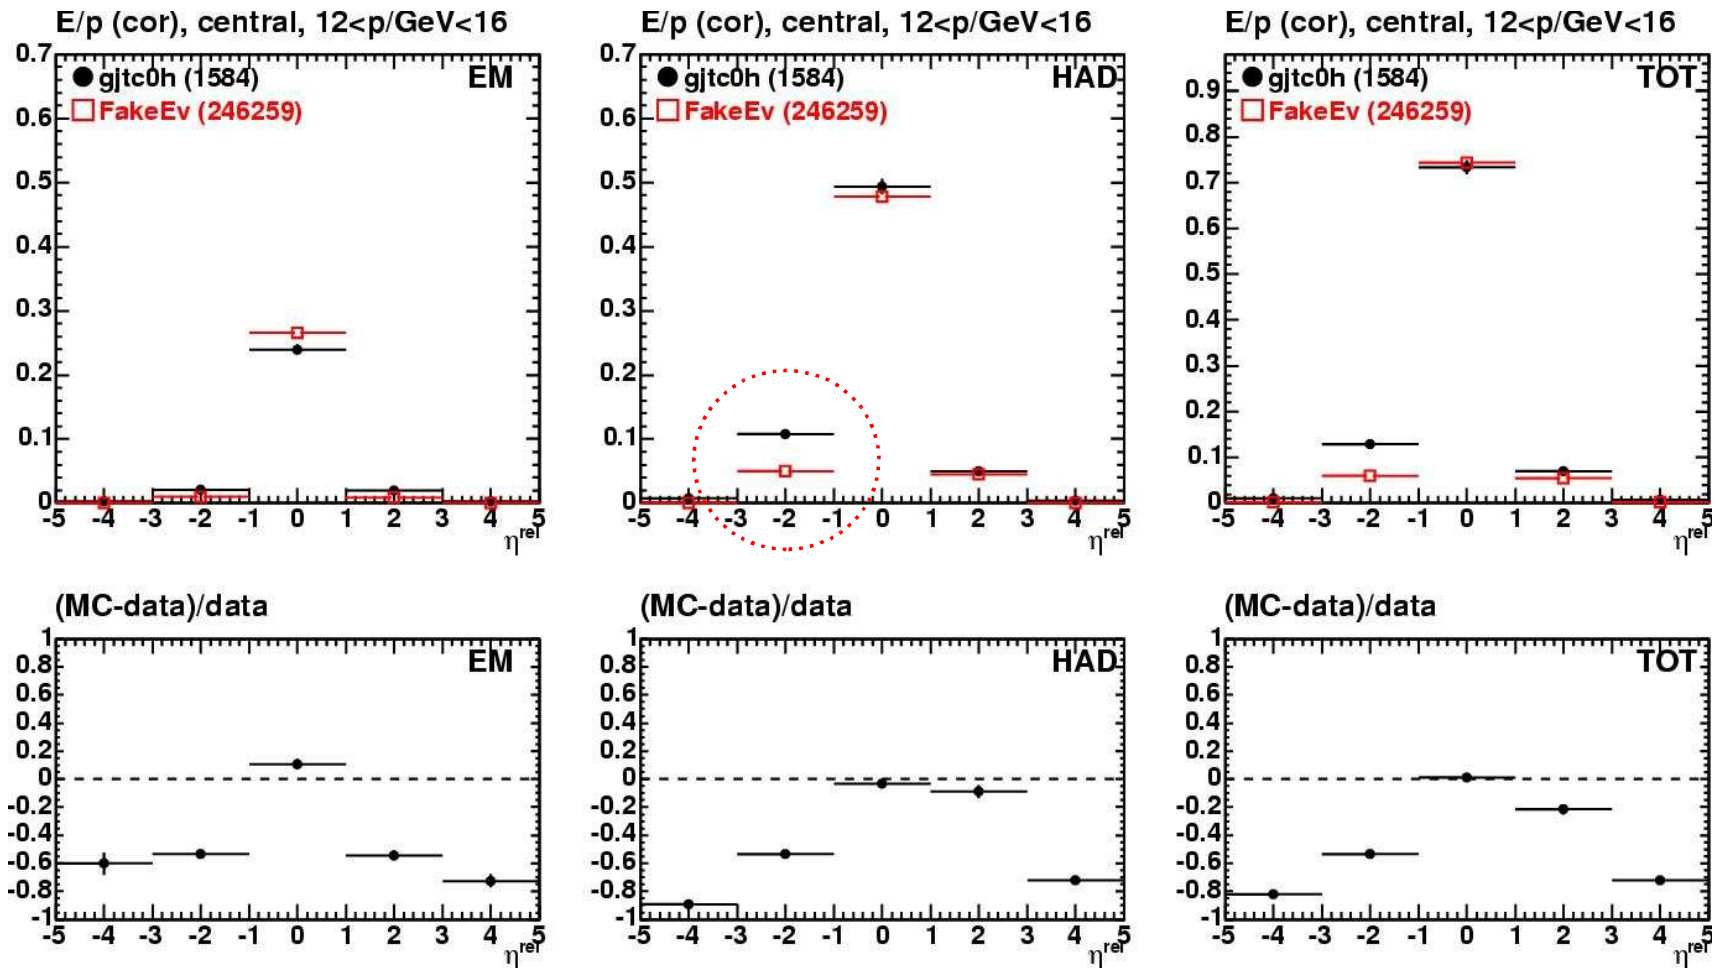 E/p (cor), central, 12<p/GeV<16
0.7
0.6
0.5
0.4
0.3
0.2
0.1
0
gjtc0h (1584)
FakeEv (246259)
EM
-5 -4 -3 -2 -1 0 1 2 3 4 5
η^rel
E/p (cor), central, 12<p/GeV<16
0.7
0.6
0.5
0.4
0.3
0.2
0.1
0
gjtc0h (1584)
FakeEv (246259)
HAD
-5 -4 -3 -2 -1 0 1 2 3 4 5
η^rel
E/p (cor), central, 12<p/GeV<16
0.9
0.8
0.7
0.6
0.5
0.4
0.3
0.2
0.1
0
gjtc0h (1584)
FakeEv (246259)
TOT
-5 -4 -3 -2 -1 0 1 2 3 4 5
η^rel
(MC-data)/data
1
0.8
0.6
0.4
0.2
0
-0.2
-0.4
-0.6
-0.8
-1
EM
-5 -4 -3 -2 -1 0 1 2 3 4 5
η^rel
(MC-data)/data
1
0.8
0.6
0.4
0.2
0
-0.2
-0.4
-0.6
-0.8
-1
HAD
-5 -4 -3 -2 -1 0 1 2 3 4 5
η^rel
(MC-data)/data
1
0.8
0.6
0.4
0.2
0
-0.2
-0.4
-0.6
-0.8
-1
TOT
-5 -4 -3 -2 -1 0 1 2 3 4 5
η^rel